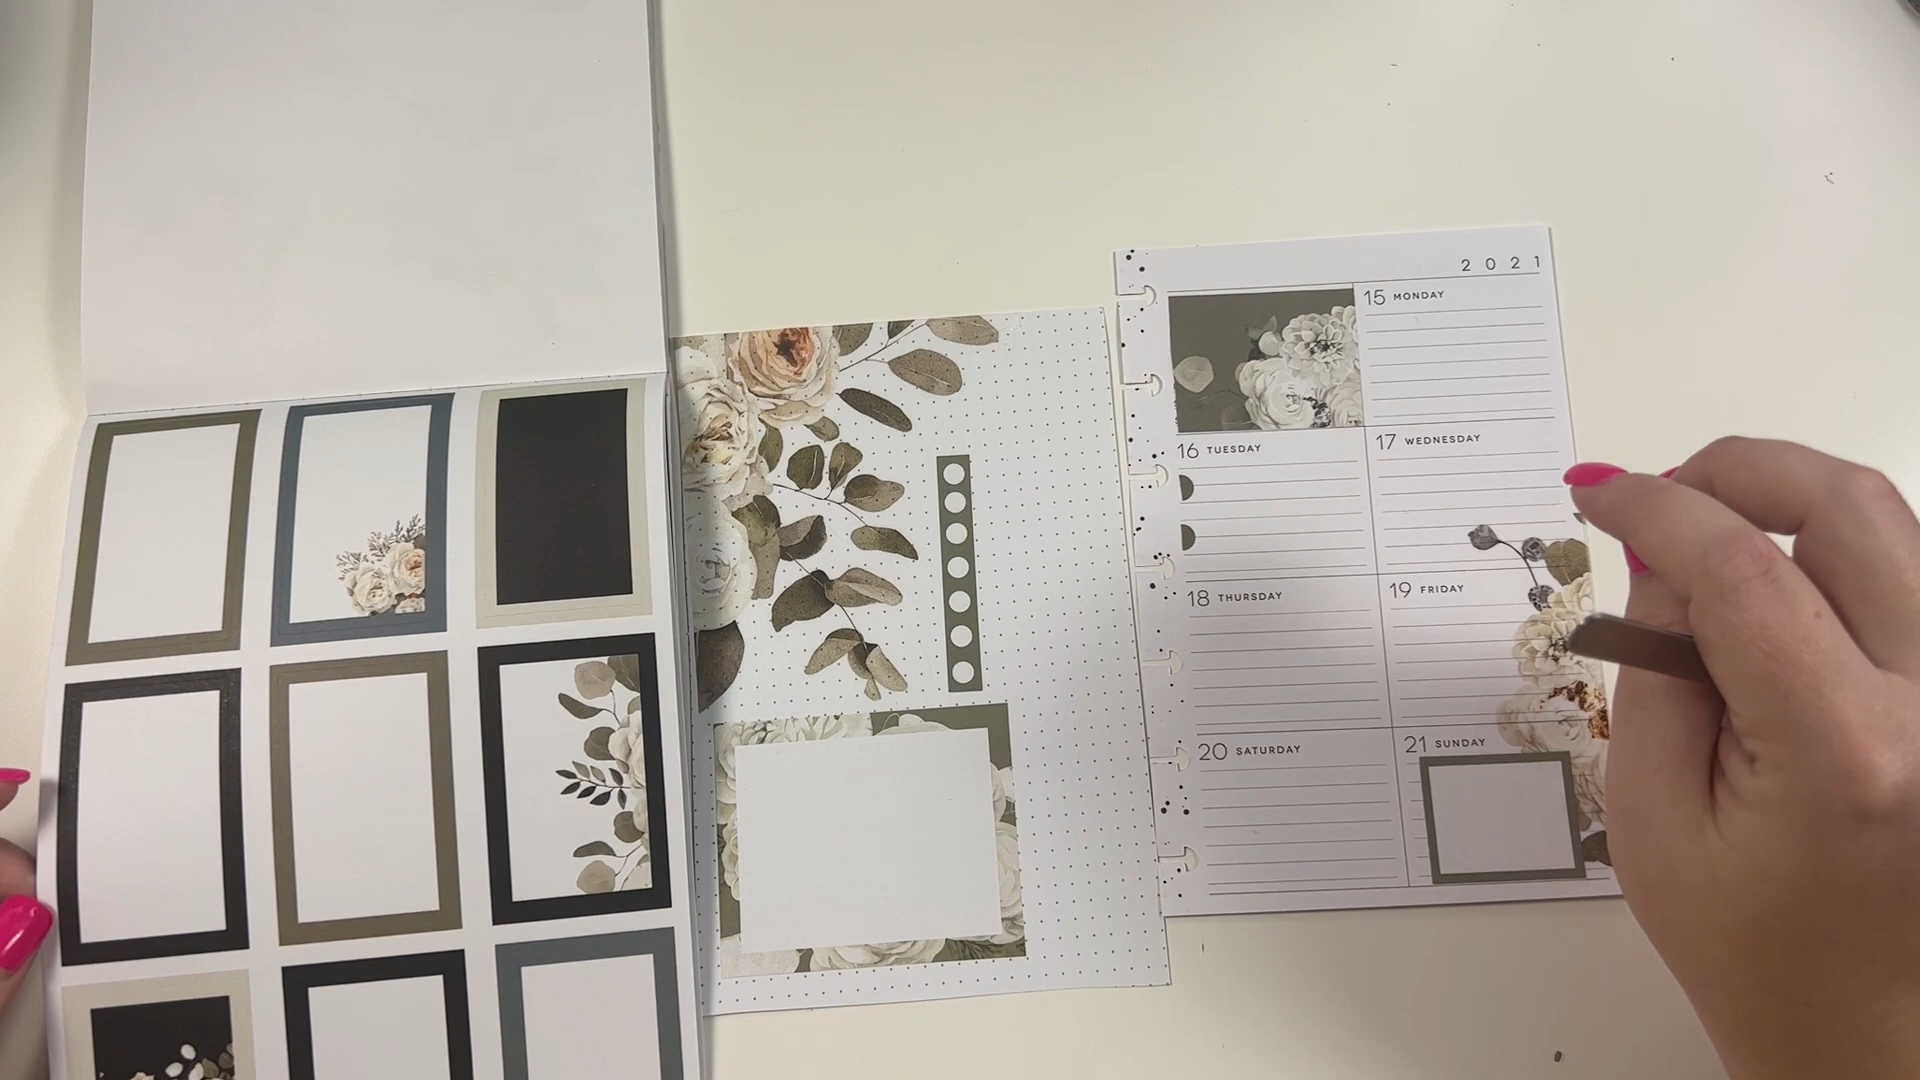 2021
15 MONDAY
16 TUESDAY
17 WEDNESDAY
18 THURSDAY
19 FRIDAY
20 SATURDAY
21 SUNDAY